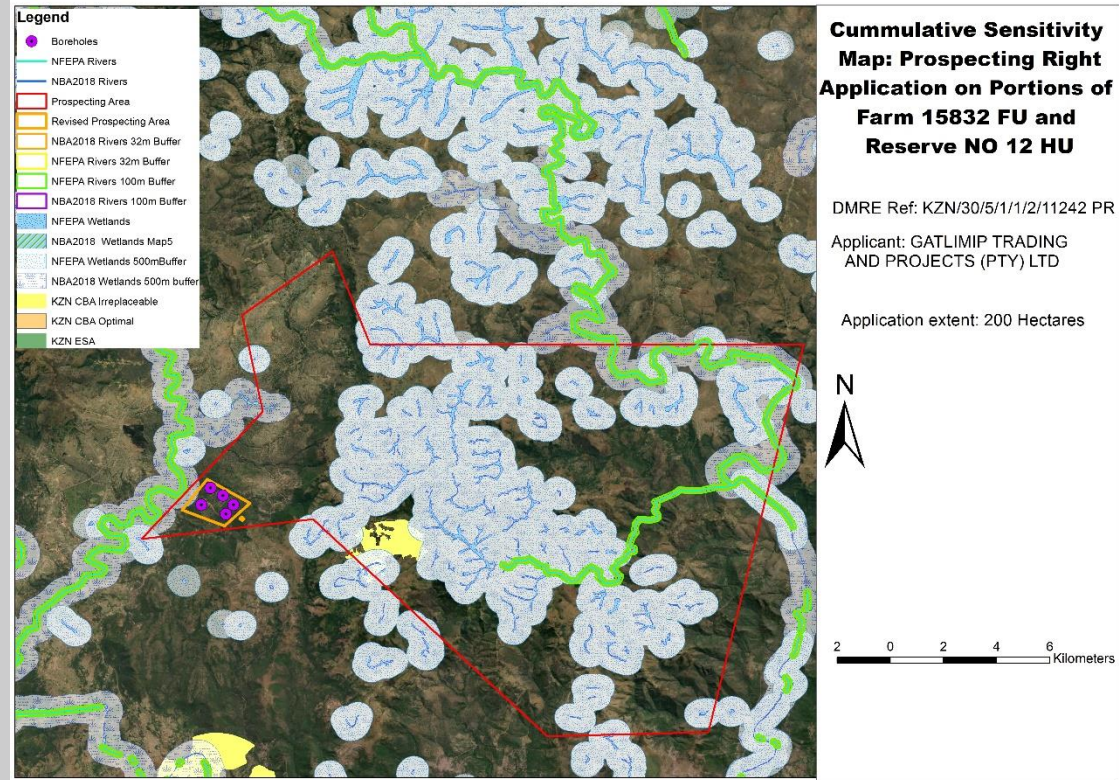 Legend
Boreholes
NFEPA Rivers
NBA2018 Rivers
Prospecting Area
Revised Prospecting Area
NBA2018 Rivers 32m Buffer
NFEPA Rivers 32m Buffer
NFEPA Rivers 100m Buffer
NBA2018 Rivers 100m Buffer
NFEPA Wetlands
NBA2018 Wetlands Map5
NFEPA Wetlands 500mBuffer
NBA2018 Wetlands 500m buffer
KZN CBA Irreplaceable
KZN CBA Optimal
KZN ESA
Cummulative Sensitivity
Map: Prospecting Right
Application on Portions of
Farm 15832 FU and
Reserve NO 12 HU
DMRE Ref: KZN/30/5/1/1/2/11242 PR
Applicant: GATLIMIP TRADING
AND PROJECTS (PTY) LTD
Application extent: 200 Hectares
N
2 0 2 4 6 Kilometers